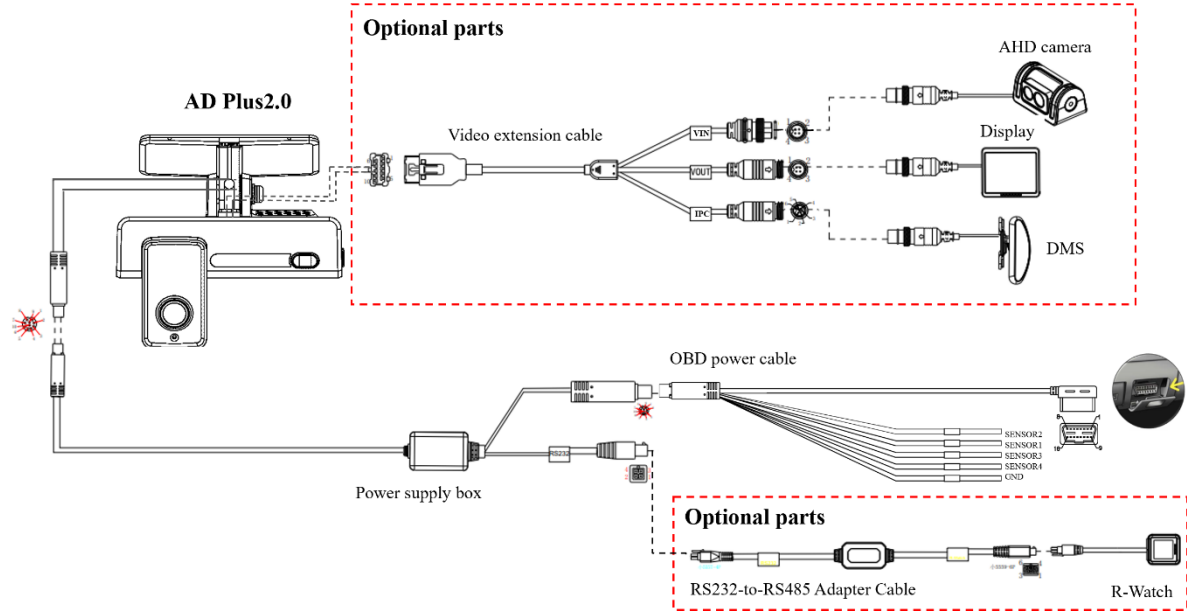 Optional parts
AHD camera
AD Plus2.0
Video extension cable
VIN
Display
VOUT
IPC
DMS
OBD power cable
SENSOR2
SENSOR1
SENSOR3
SENSOR4
GND
RS232
Power supply box
Optional parts
RS232-to-RS485 Adapter Cable
R-Watch